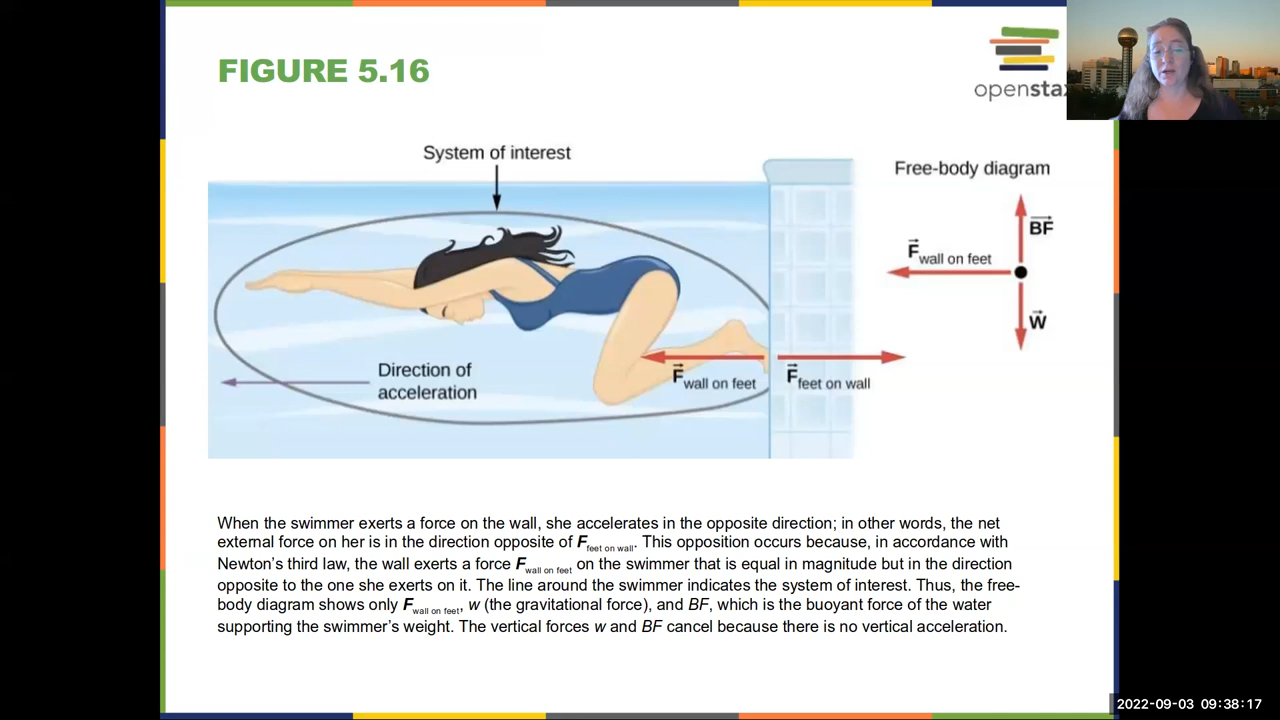 FIGURE 5.16
openstax
System of interest
Free-body diagram
BF
F wall on feet
W
Direction of
acceleration
F wall on feet
F feet on wall
When the swimmer exerts a force on the wall, she accelerates in the opposite direction; in other words, the net
external force on her is in the direction opposite of F feet on wall. This opposition occurs because, in accordance with
Newton's third law, the wall exerts a force F wall on feet on the swimmer that is equal in magnitude but in the direction
opposite to the one she exerts on it. The line around the swimmer indicates the system of interest. Thus, the free-
body diagram shows only F wall on feet, w (the gravitational force), and BF, which is the buoyant force of the water
supporting the swimmer's weight. The vertical forces w and BF cancel because there is no vertical acceleration.
2022-09-03 09:38:17